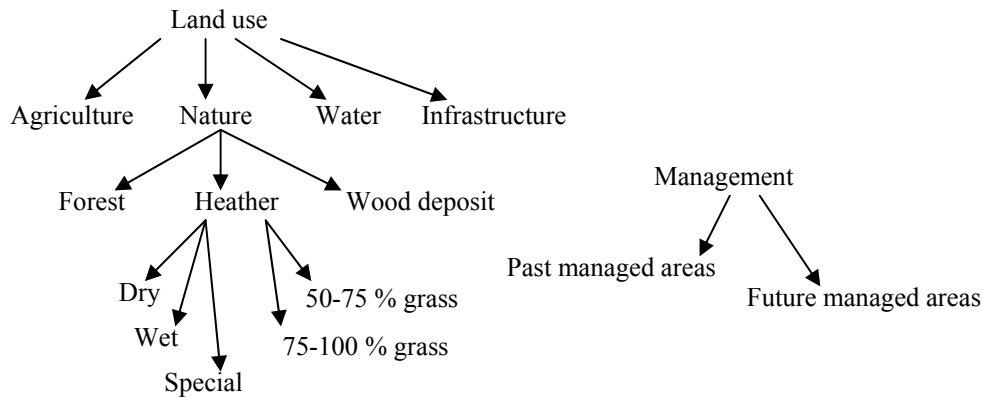 Land use
Agriculture Nature Water Infrastructure
Forest Heather Wood deposit
Dry
Wet
Special
50-75 % grass
75-100 % grass
Management
Past managed areas
Future managed areas